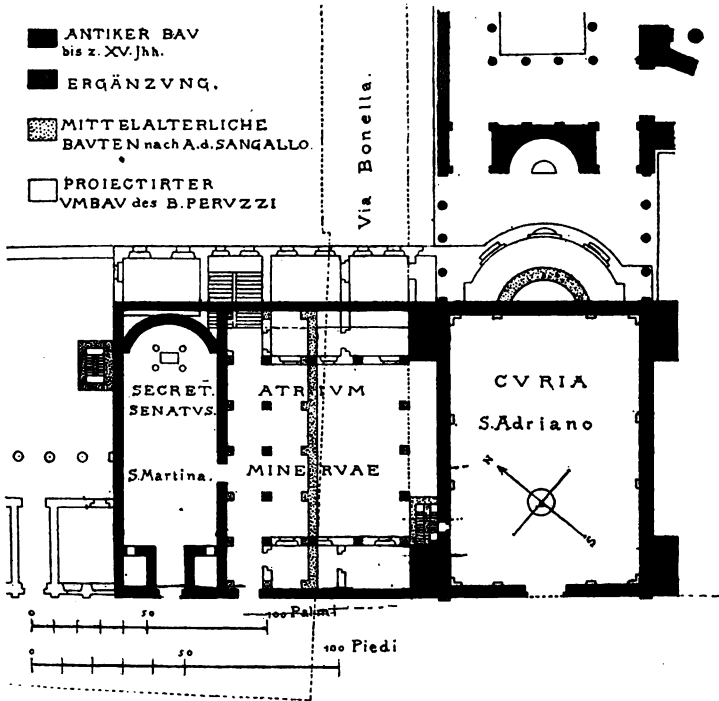 ANTIKER BAV
bis z. XV. Jhh.
ERGÄNZVNG.
MITTELALTERLICHE
BAVTEN nach A.d. SANGALLO.
PROIECTIRTER
VMBAV des B. PERVZZI
Via Bonella.
SECRET.
SENATVS.
S. Martina.
ATRIVM
MINERVAE
CVRIA
S. Adriano
N
S
0 50 100 Palmi
0 50 100 Piedi